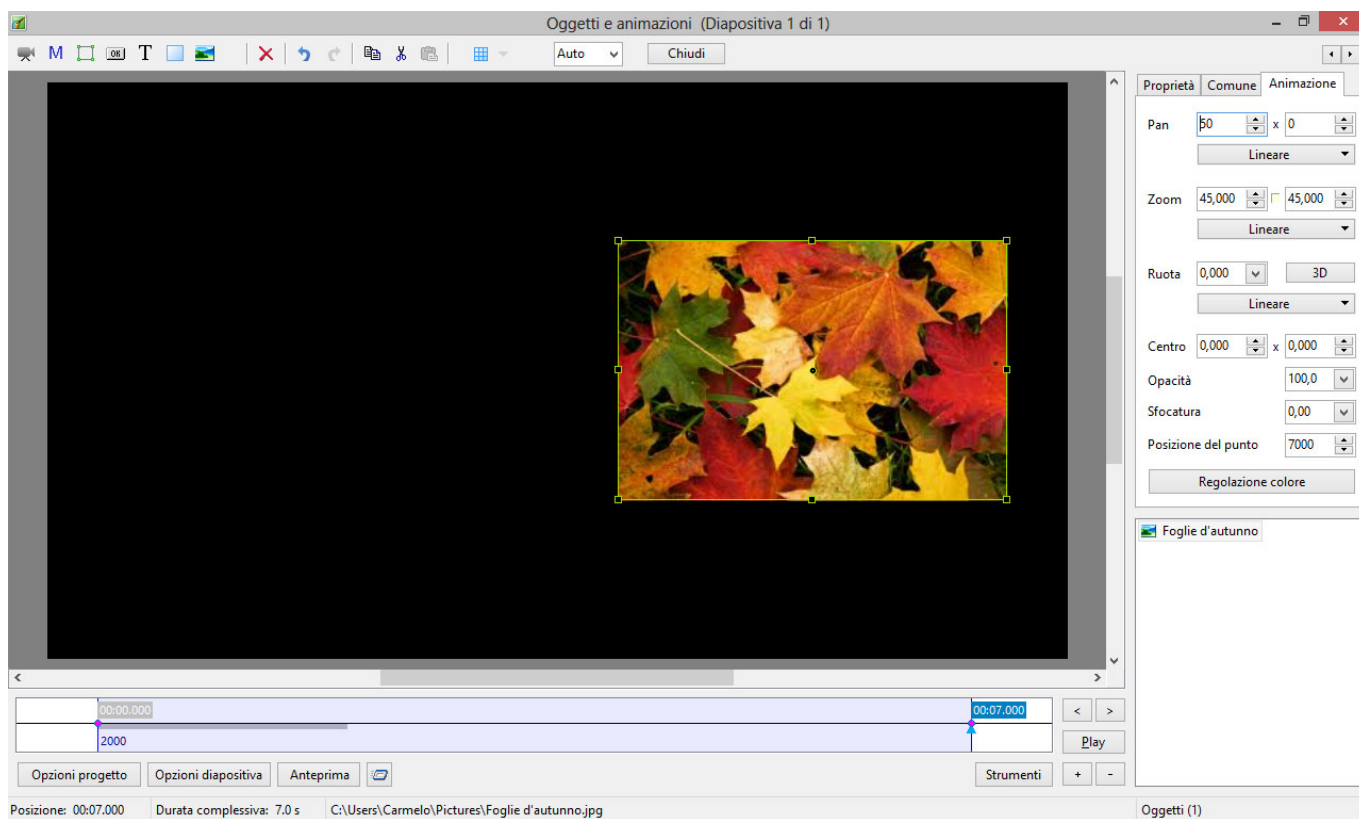 Oggetti e animazioni (Diapositiva 1 di 1)
M OK T Auto Chiudi
Proprietà Comune Animazione
Pan 50 x 0
Lineare
Zoom 45,000 45,000
Lineare
Ruota 0,000 3D
Lineare
Centro 0,000 x 0,000
Opacità 100,0
Sfocatura 0,00
Posizione del punto 7000
Regolazione colore
Foglie d'autunno
00:00.000 00:07.000 < >
2000 Play
Opzioni progetto Opzioni diapositiva Anteprima Strumenti + -
Posizione: 00:07.000 Durata complessiva: 7.0 s C:\Users\Carmelo\Pictures\Foglie d'autunno.jpg Oggetti (1)